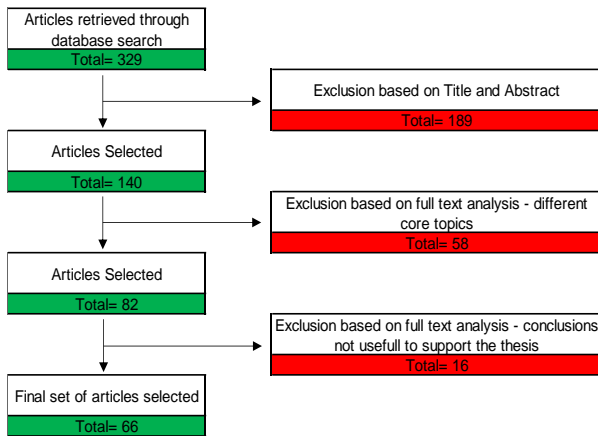 Articles retrieved through
database search
Total= 329
Exclusion based on Title and Abstract
Total= 189
Articles Selected
Total= 140
Exclusion based on full text analysis - different
core topics
Total= 58
Articles Selected
Total= 82
Exclusion based on full text analysis - conclusions
not usefull to support the thesis
Total= 16
Final set of articles selected
Total= 66